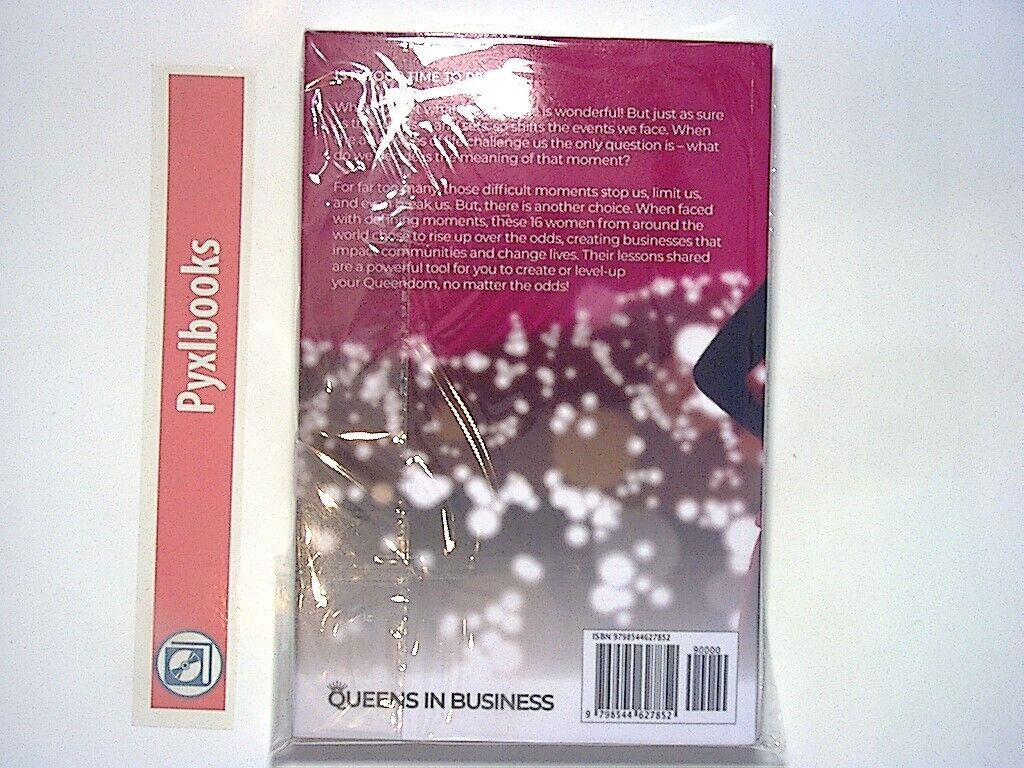 Pyxlbooks
TIME TO
is wonderful! But just as sure
shifts the events we face. When
challenge us the only question is – what
the meaning of that moment?
For far too many, those difficult moments stop us, limit us,
and even break us. But, there is another choice. When faced
with defining moments, these 16 women from around the
world chose to rise up over the odds, creating businesses that
impact communities and change lives. Their lessons shared
are a powerful tool for you to create or level-up
your Queendom, no matter the odds!
QUEENS IN BUSINESS
ISBN 9798544627852
90000
9 798544 627852